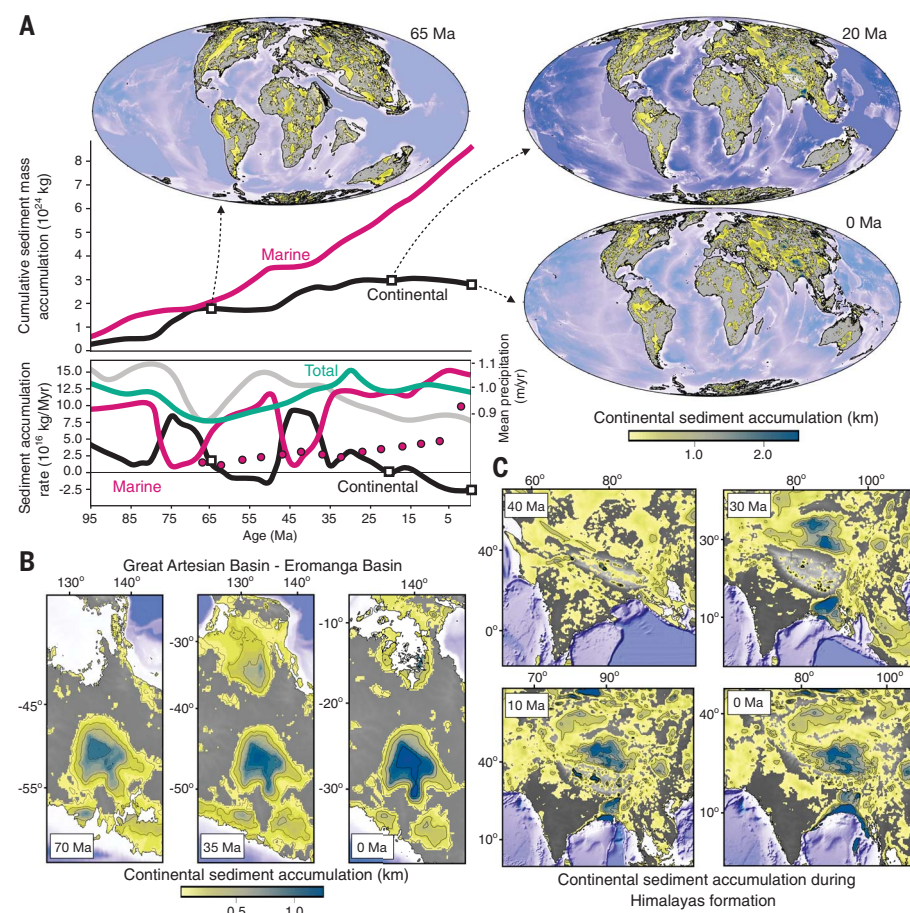 A
65 Ma
20 Ma
0 Ma
Cumulative sediment mass
accumulation (10²⁴ kg)
8
7
6
5
4
3
2
1
0
Marine
Continental
Sediment accumulation
rate (10¹⁶ kg/Myr)
15.0
12.5
10.0
7.5
5.0
2.5
0.0
-2.5
Total
Marine
Continental
1.1
1.0
0.9
Mean precipitation
(m/yr)
95 85 75 65 55 45 35 25 15 5
Age (Ma)
Continental sediment accumulation (km)
1.0 2.0
B
Great Artesian Basin - Eromanga Basin
130° 140°
-45°
-55°
70 Ma
130° 140°
-30°
-40°
-50°
35 Ma
140°
-10°
-20°
-30°
0 Ma
Continental sediment accumulation (km)
0.5 1.0
C
60° 80°
40°
0°
40 Ma
80° 100°
30°
10°
30 Ma
70° 90°
40°
10°
10 Ma
80° 100°
40°
10°
0 Ma
Continental sediment accumulation during
Himalayas formation